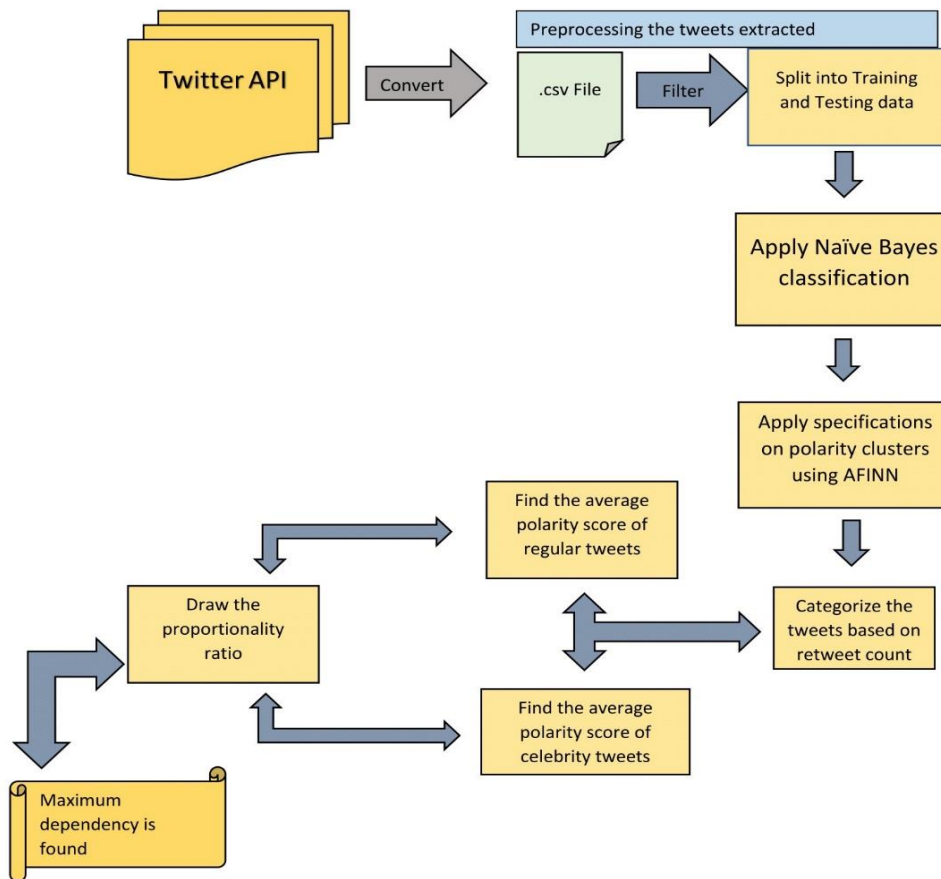 Twitter API
Convert
Preprocessing the tweets extracted
.csv File
Filter
Split into Training
and Testing data
Apply Naïve Bayes
classification
Apply specifications
on polarity clusters
using AFINN
Categorize the
tweets based on
retweet count
Find the average
polarity score of
regular tweets
Find the average
polarity score of
celebrity tweets
Draw the
proportionality
ratio
Maximum
dependency is
found